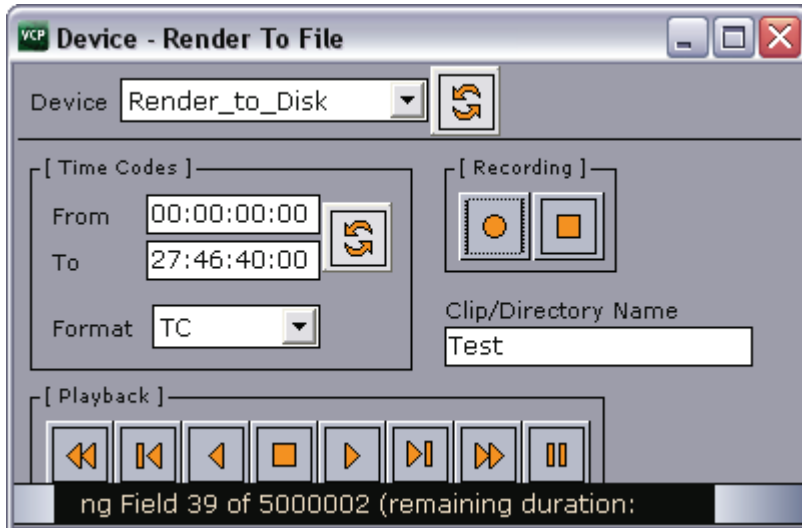 VCP Device - Render To File
Device Render_to_Disk
[ Time Codes ]
From 00:00:00:00
To 27:46:40:00
Format TC
[ Recording ]
Clip/Directory Name
Test
[ Playback ]
ng Field 39 of 5000002 (remaining duration: